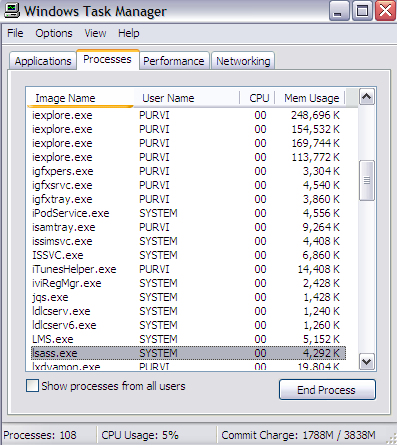 Windows Task Manager
File Options View Help
Applications Processes Performance Networking
Image Name User Name CPU Mem Usage
iexplore.exe PURVI 00 248,696 K
iexplore.exe PURVI 00 154,532 K
iexplore.exe PURVI 00 169,744 K
iexplore.exe PURVI 00 113,772 K
igfxpers.exe PURVI 00 3,304 K
igfxsrvc.exe PURVI 00 4,540 K
igfxtray.exe PURVI 00 3,860 K
iPodService.exe SYSTEM 00 4,556 K
isamtray.exe PURVI 00 9,264 K
issimsvc.exe SYSTEM 00 4,408 K
ISSVC.exe SYSTEM 00 6,860 K
iTunesHelper.exe PURVI 00 14,408 K
iviRegMgr.exe SYSTEM 00 2,428 K
jqs.exe SYSTEM 00 1,428 K
ldlcserv.exe SYSTEM 00 1,240 K
ldlcserv6.exe SYSTEM 00 1,260 K
LMS.exe SYSTEM 00 5,152 K
lsass.exe SYSTEM 00 4,292 K
lxdvamon.exe PURVI 00 19,804 K
Show processes from all users
End Process
Processes: 108 CPU Usage: 5% Commit Charge: 1788M / 3838M